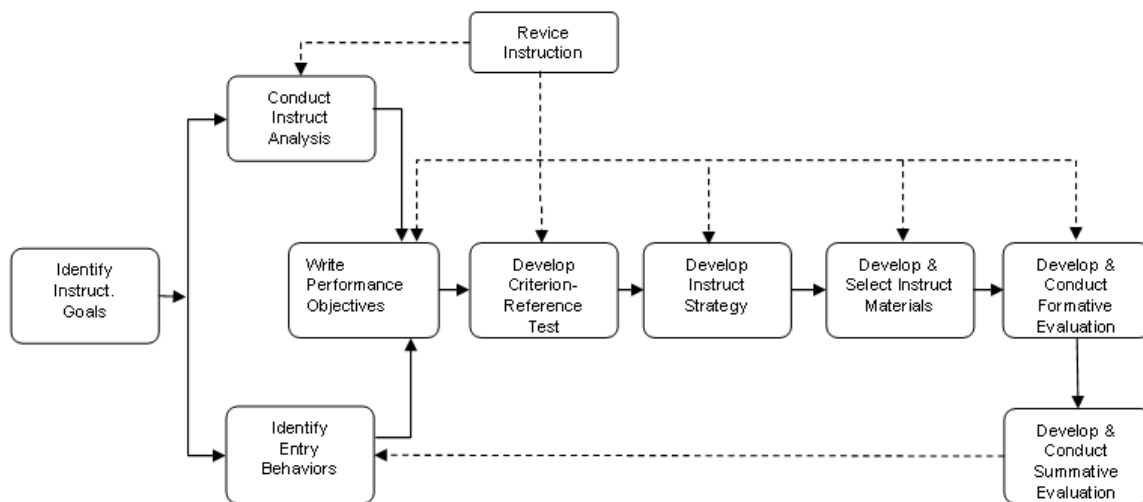 Revice
Instruction
Conduct
Instruct
Analysis
Identify
Instruct.
Goals
Write
Performance
Objectives
Develop
Criterion-
Reference
Test
Develop
Instruct
Strategy
Develop &
Select Instruct
Materials
Develop &
Conduct
Formative
Evaluation
Identify
Entry
Behaviors
Develop &
Conduct
Summative
Evaluation